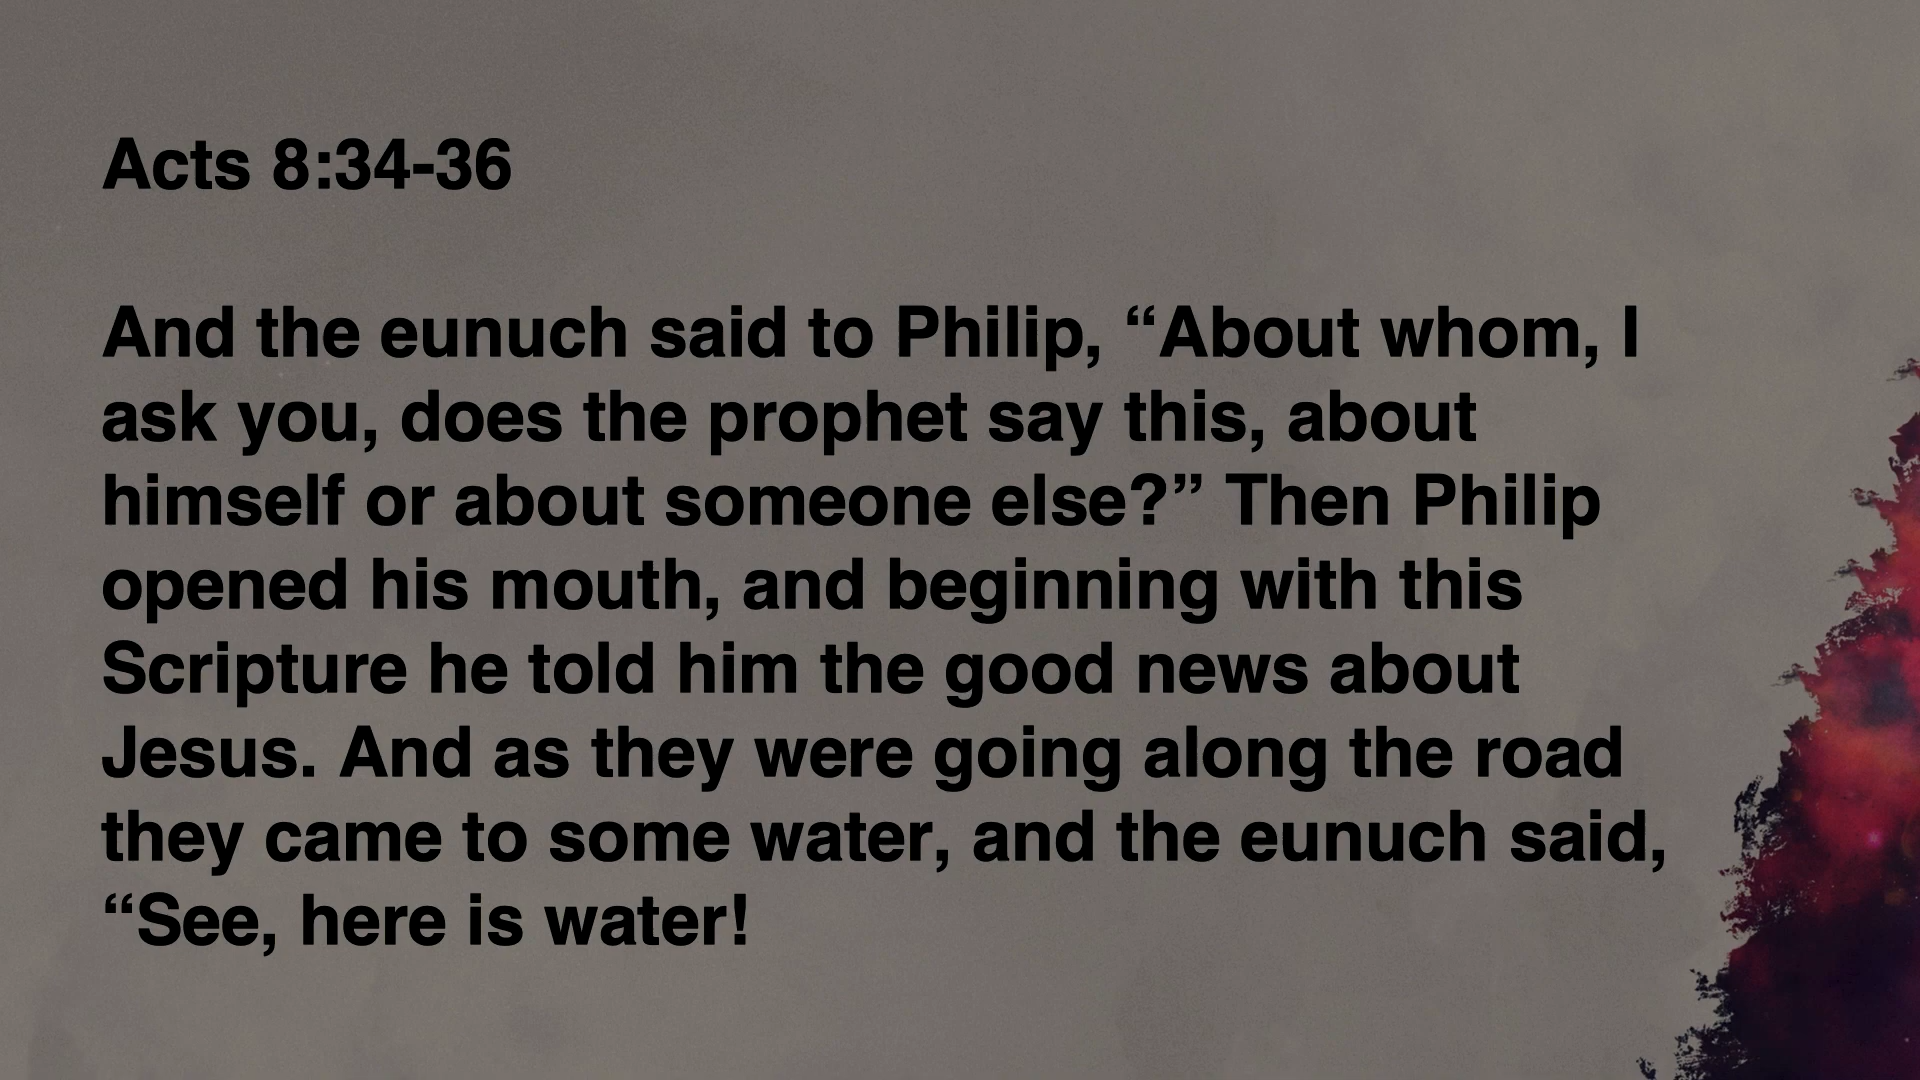 Acts 8:34-36
And the eunuch said to Philip, “About whom, I
ask you, does the prophet say this, about
himself or about someone else?” Then Philip
opened his mouth, and beginning with this
Scripture he told him the good news about
Jesus. And as they were going along the road
they came to some water, and the eunuch said,
“See, here is water!